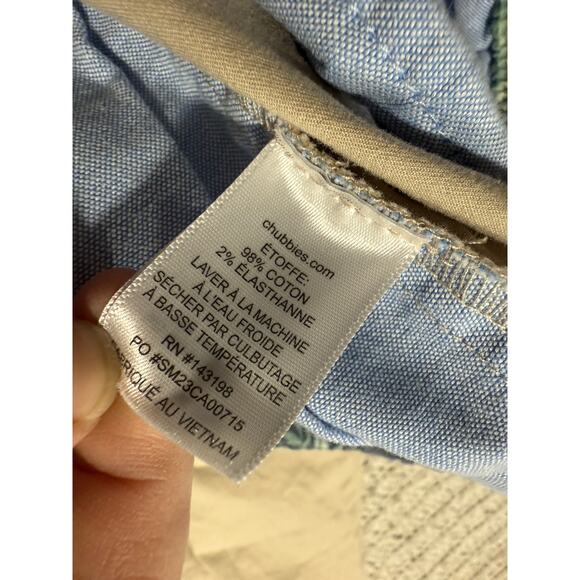 chubbies.com
ÉTOFFE:
98% COTON
2% ÉLASTHANNE
LAVER À LA MACHINE
À L'EAU FROIDE
SÉCHER PAR CULBUTAGE
A BASSE TEMPÉRATURE
RN #143198
PO #SM23CA00715
FABRIQUÉ AU VIETNAM